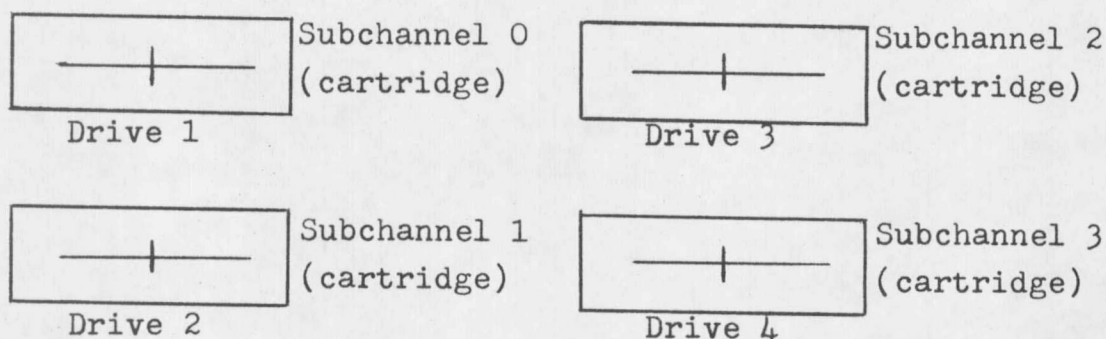 Subchannel 0
(cartridge)
Drive 1
Subchannel 2
(cartridge)
Drive 3
Subchannel 1
(cartridge)
Drive 2
Subchannel 3
(cartridge)
Drive 4